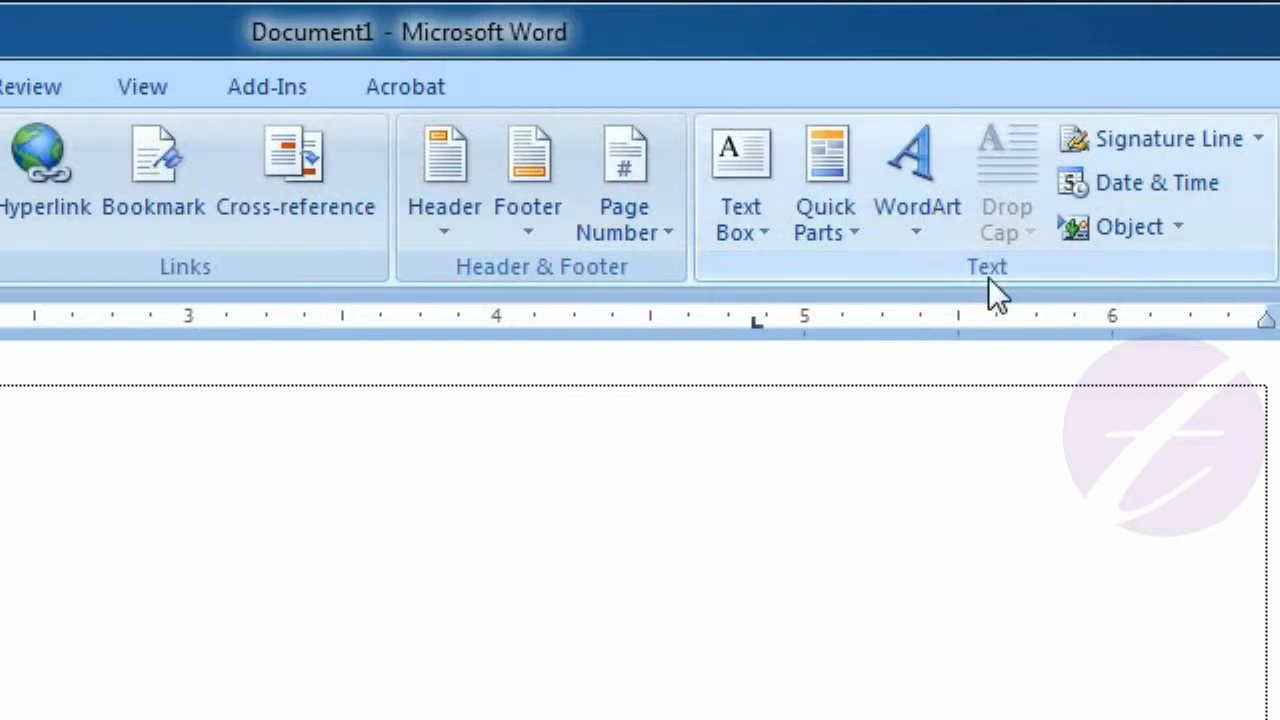 Document1 - Microsoft Word
Review View Add-Ins Acrobat
Hyperlink Bookmark Cross-reference
Links
Header Footer Page Number
#
Header & Footer
A
Text Box Quick Parts WordArt Drop Cap
Signature Line
Date & Time
Object
Text
3 4 5 6
t